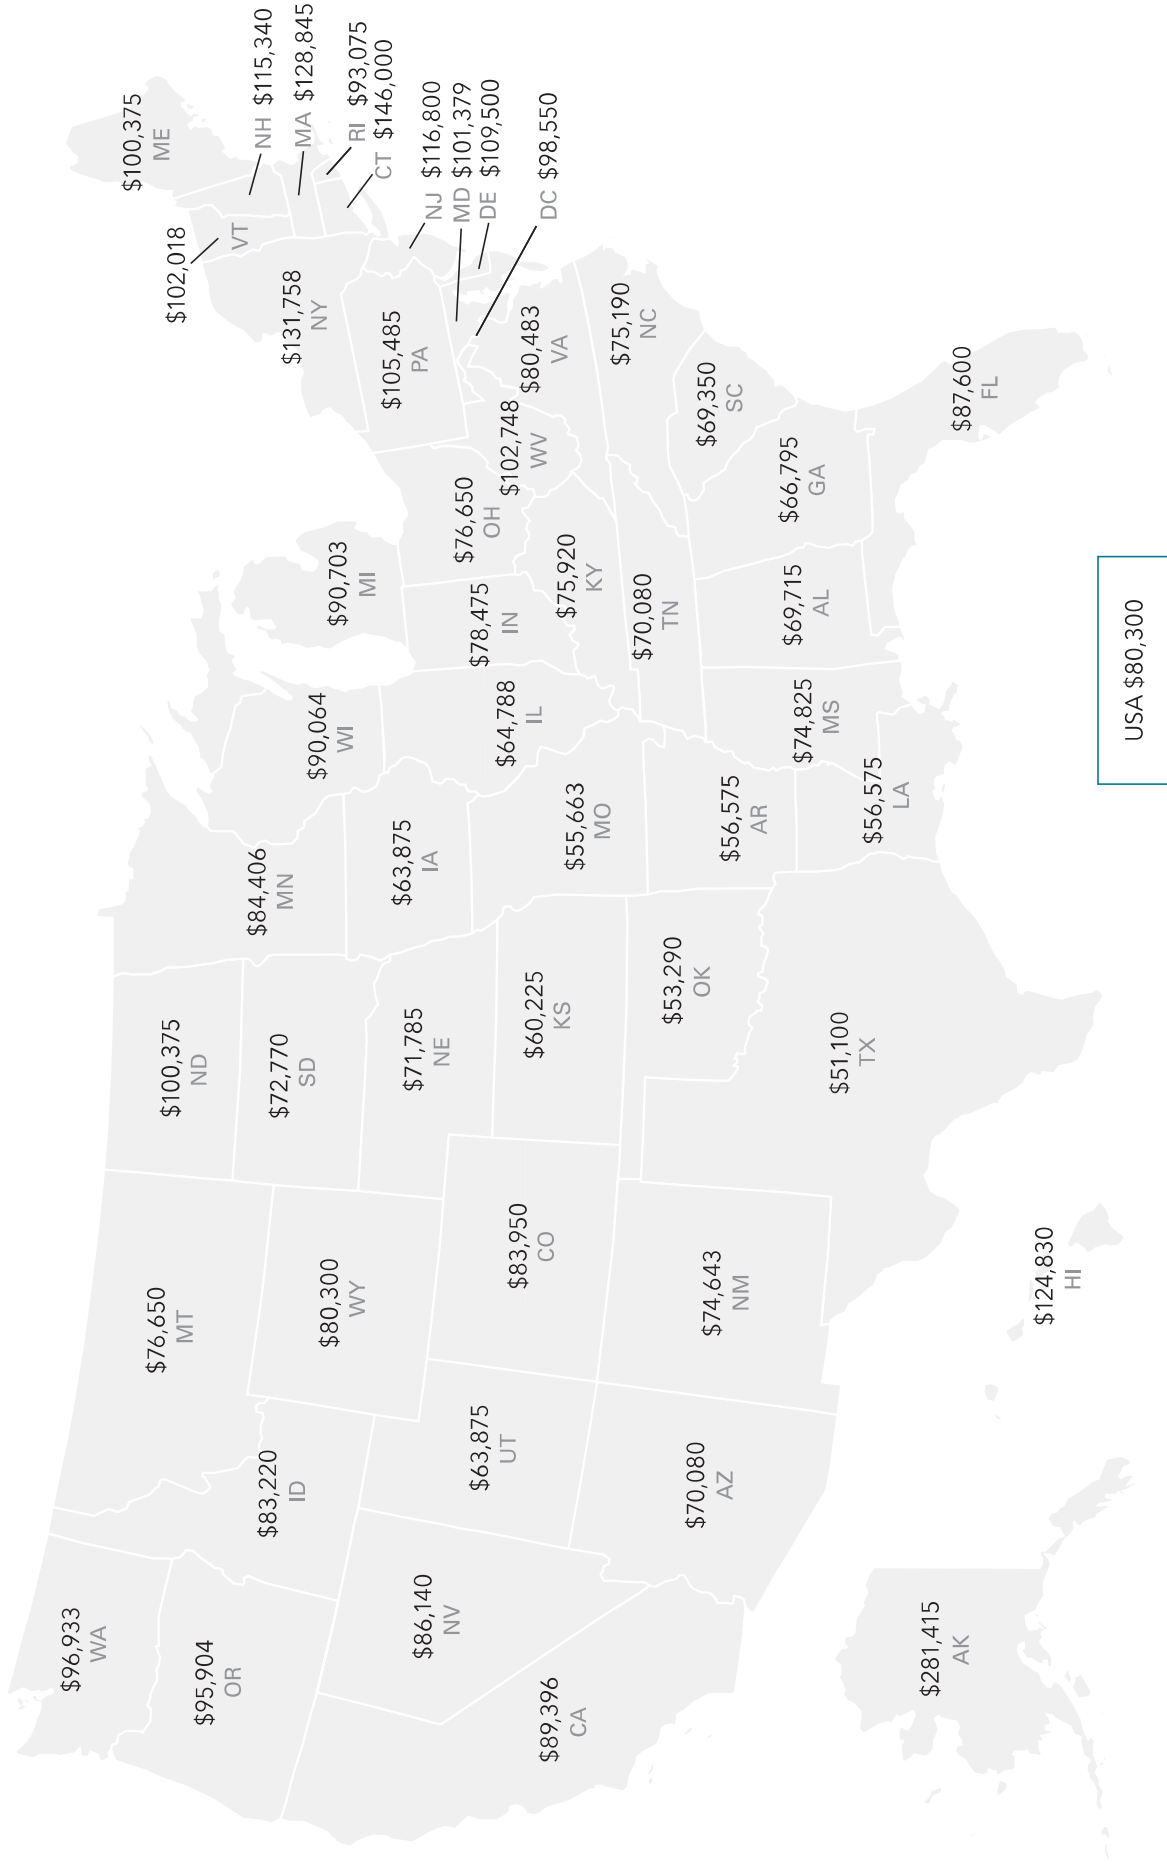 $96,933
WA
$95,904
OR
$89,396
CA
$86,140
NV
$83,220
ID
$76,650
MT
$80,300
WY
$63,875
UT
$70,080
AZ
$83,950
CO
$74,643
NM
$100,375
ND
$72,770
SD
$71,785
NE
$60,225
KS
$53,290
OK
$51,100
TX
$84,406
MN
$63,875
IA
$55,663
MO
$56,575
AR
$56,575
LA
$90,064
WI
$64,788
IL
$74,825
MS
$90,703
MI
$78,475
IN
$76,650
OH
$75,920
KY
$70,080
TN
$69,715
AL
$66,795
GA
$87,600
FL
$69,350
SC
$75,190
NC
$80,483
VA
$102,748
WV
$105,485
PA
$131,758
NY
$102,018
VT
$100,375
ME
NH $115,340
MA $128,845
RI $93,075
CT $146,000
NJ $116,800
MD $101,379
DE $109,500
DC $98,550
$281,415
AK
$124,830
HI
USA $80,300